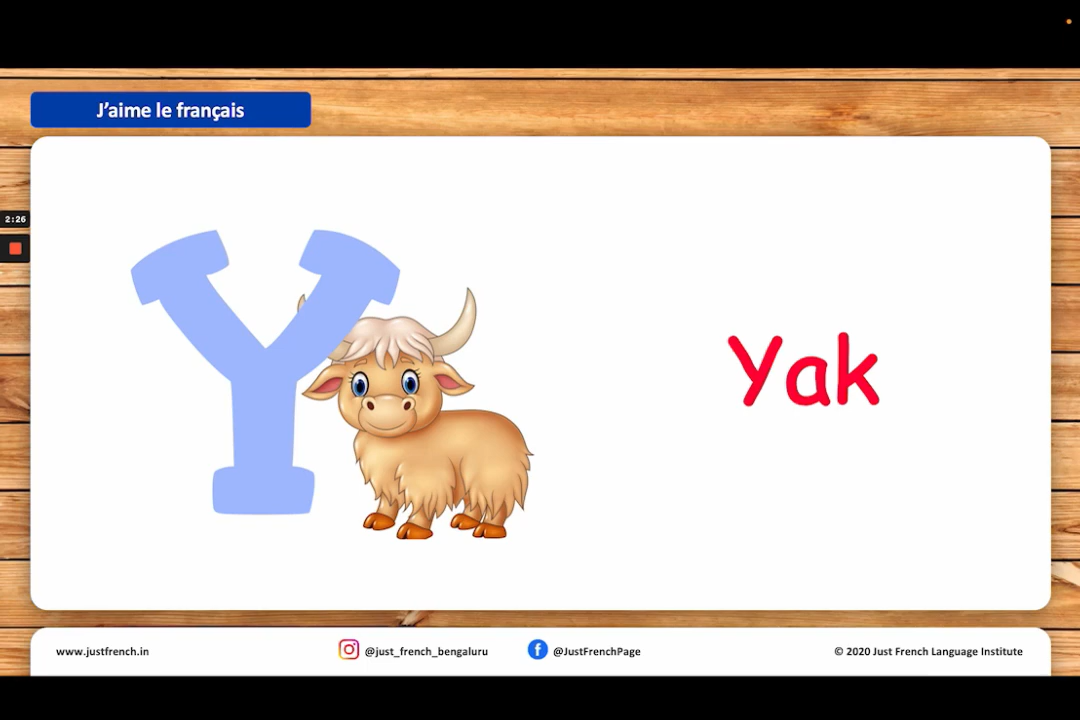 J’aime le français
2:26
Y
Yak
www.justfrench.in
@just_french_bengaluru
@JustFrenchPage
© 2020 Just French Language Institute